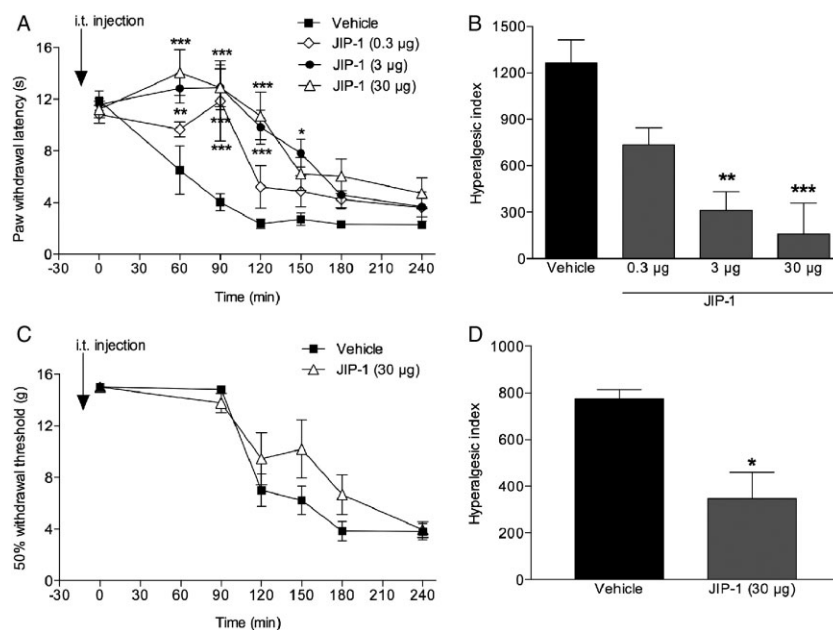 A
i.t. injection
Vehicle
JIP-1 (0.3 µg)
JIP-1 (3 µg)
JIP-1 (30 µg)
Paw withdrawal latency (s)
16
12
8
4
0
***
***
**
***
***
***
***
*
-30 0 30 60 90 120 150 180 210 240
Time (min)
B
Hyperalgesic index
1500
1200
900
600
300
0
**
***
Vehicle 0.3 µg 3 µg 30 µg
JIP-1
C
i.t. injection
Vehicle
JIP-1 (30 µg)
50% withdrawal threshold (g)
16
12
8
4
0
-30 0 30 60 90 120 150 180 210 240
Time (min)
D
Hyperalgesic index
1000
800
600
400
200
0
*
Vehicle JIP-1 (30 µg)